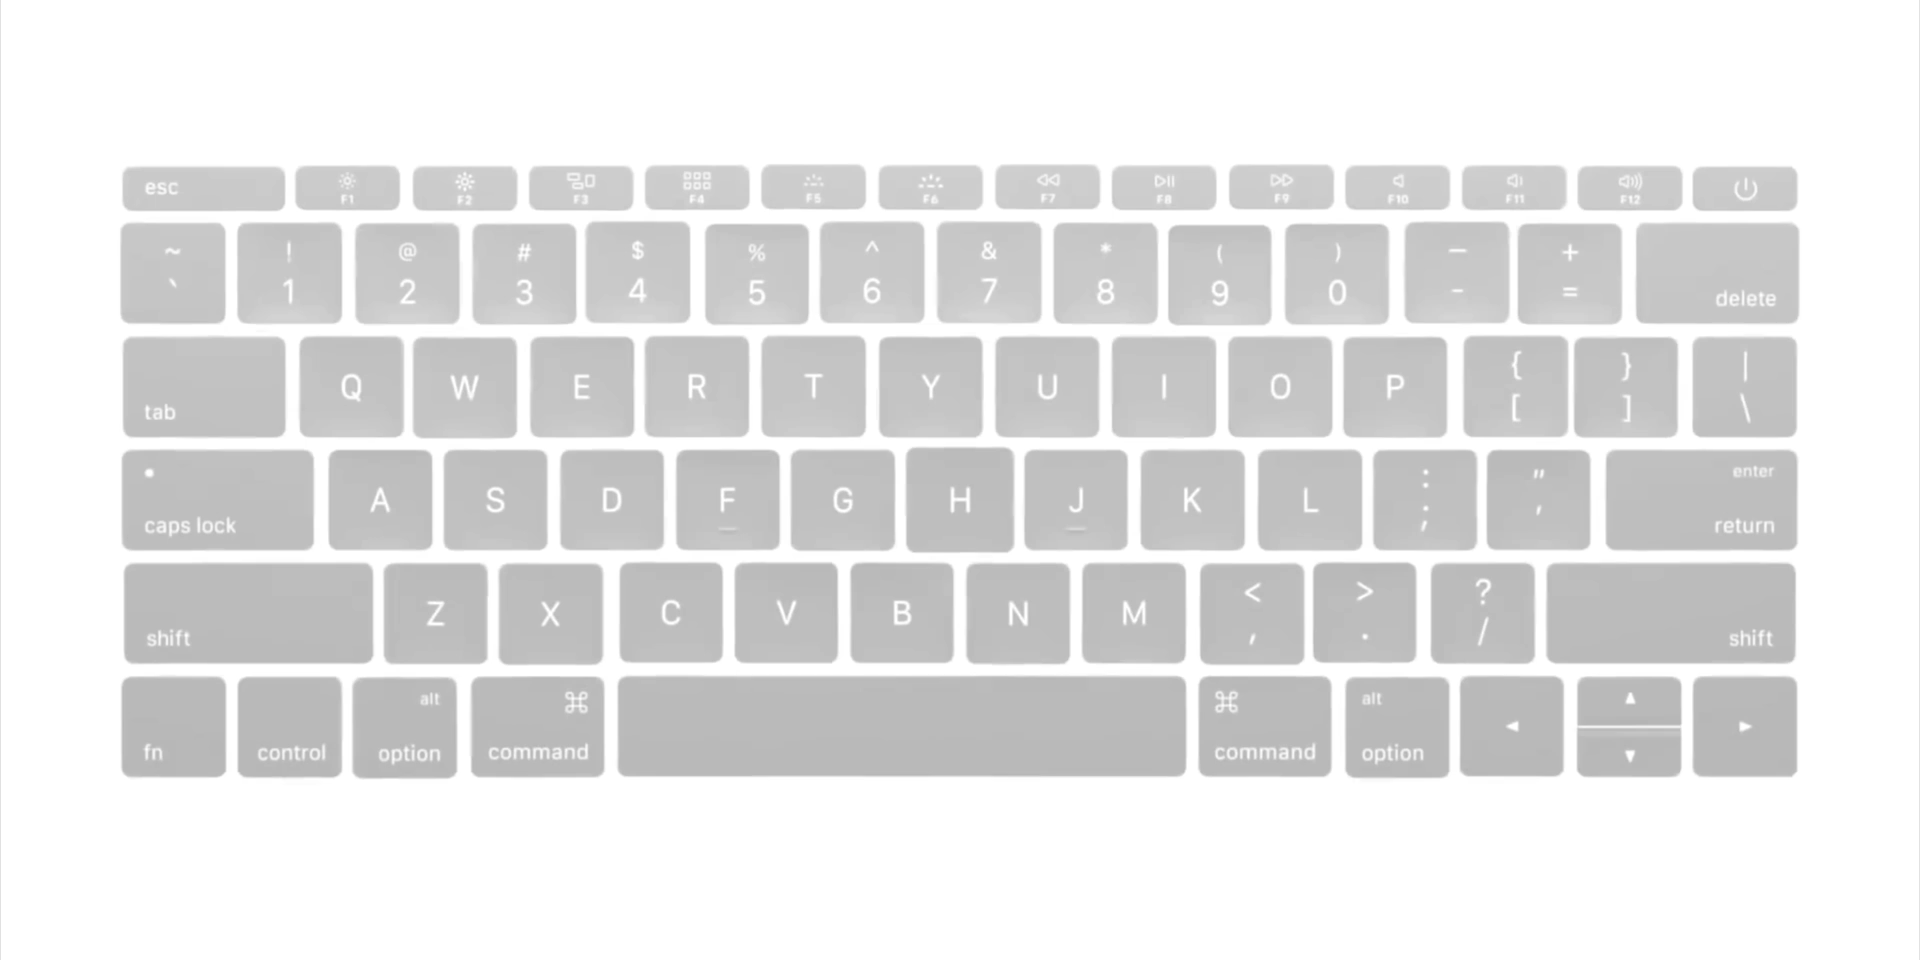 esc F1 F2 F3 F4 F5 F6 F7 F8 F9 F10 F11 F12
~ ! @ # $ % ^ & * ( ) — +
` 1 2 3 4 5 6 7 8 9 0 - = delete
tab Q W E R T Y U I O P { [ } ] | \
caps lock A S D F G H J K L : ; " ' enter return
shift Z X C V B N M < , > . ? / shift
fn control alt option ⌘ command ⌘ command alt option ◀ ▲ ▼ ▶